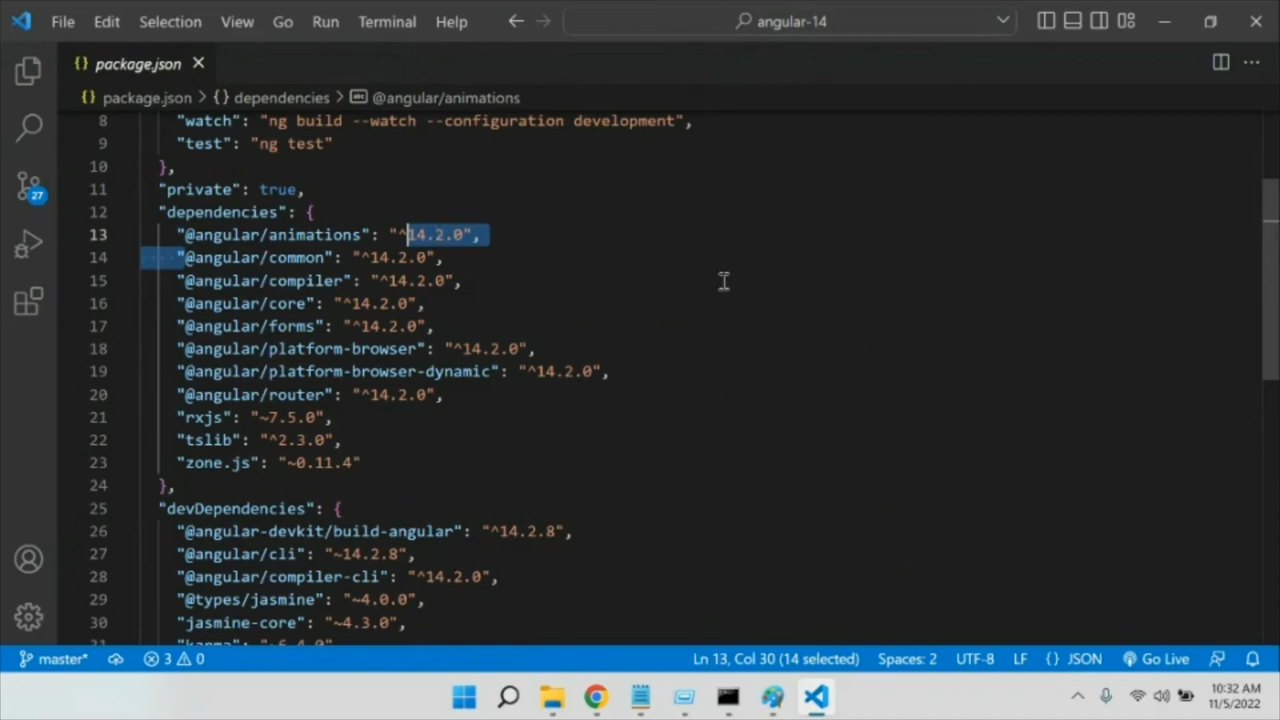 File Edit Selection View Go Run Terminal Help angular-14
{} package.json
{} package.json > {} dependencies > abc @angular/animations
8 "watch": "ng build --watch --configuration development",
9 "test": "ng test"
10 },
11 "private": true,
12 "dependencies": {
13 "@angular/animations": "^14.2.0",
14 "@angular/common": "^14.2.0",
15 "@angular/compiler": "^14.2.0",
16 "@angular/core": "^14.2.0",
17 "@angular/forms": "^14.2.0",
18 "@angular/platform-browser": "^14.2.0",
19 "@angular/platform-browser-dynamic": "^14.2.0",
20 "@angular/router": "^14.2.0",
21 "rxjs": "~7.5.0",
22 "tslib": "^2.3.0",
23 "zone.js": "~0.11.4"
24 },
25 "devDependencies": {
26 "@angular-devkit/build-angular": "^14.2.8",
27 "@angular/cli": "~14.2.8",
28 "@angular/compiler-cli": "^14.2.0",
29 "@types/jasmine": "~4.0.0",
30 "jasmine-core": "~4.3.0",
31 "karma": "~6.4.0"
27
master* 3 0 Ln 13, Col 30 (14 selected) Spaces: 2 UTF-8 LF {} JSON Go Live
10:32 AM
11/5/2022